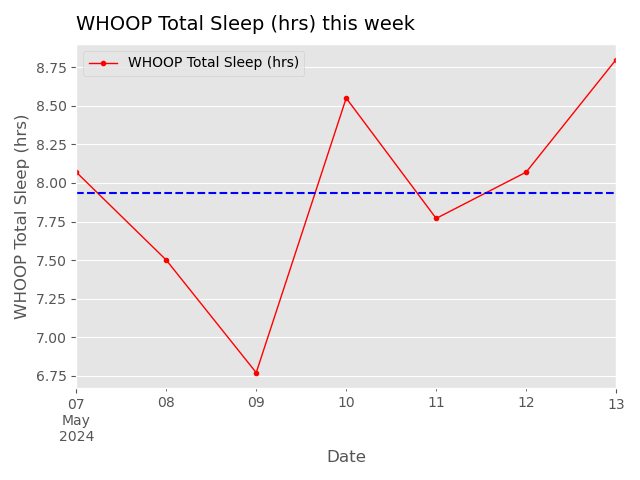 WHOOP Total Sleep (hrs) this week
WHOOP Total Sleep (hrs)
WHOOP Total Sleep (hrs)
8.75
8.50
8.25
8.00
7.75
7.50
7.25
7.00
6.75
07 08 09 10 11 12 13
May
2024
Date